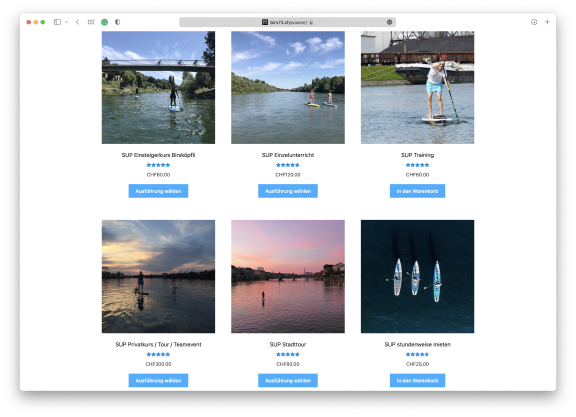 birs73.ch/wasser/
SUP Einsteigerkurs Birsköpfli
CHF60.00
Ausführung wählen
SUP Einzelunterricht
CHF120.00
Ausführung wählen
SUP Training
CHF60.00
In den Warenkorb
SUP Privatkurs / Tour / Teamevent
CHF300.00
Ausführung wählen
SUP Stadttour
CHF90.00
Ausführung wählen
SUP stundenweise mieten
CHF25.00
In den Warenkorb